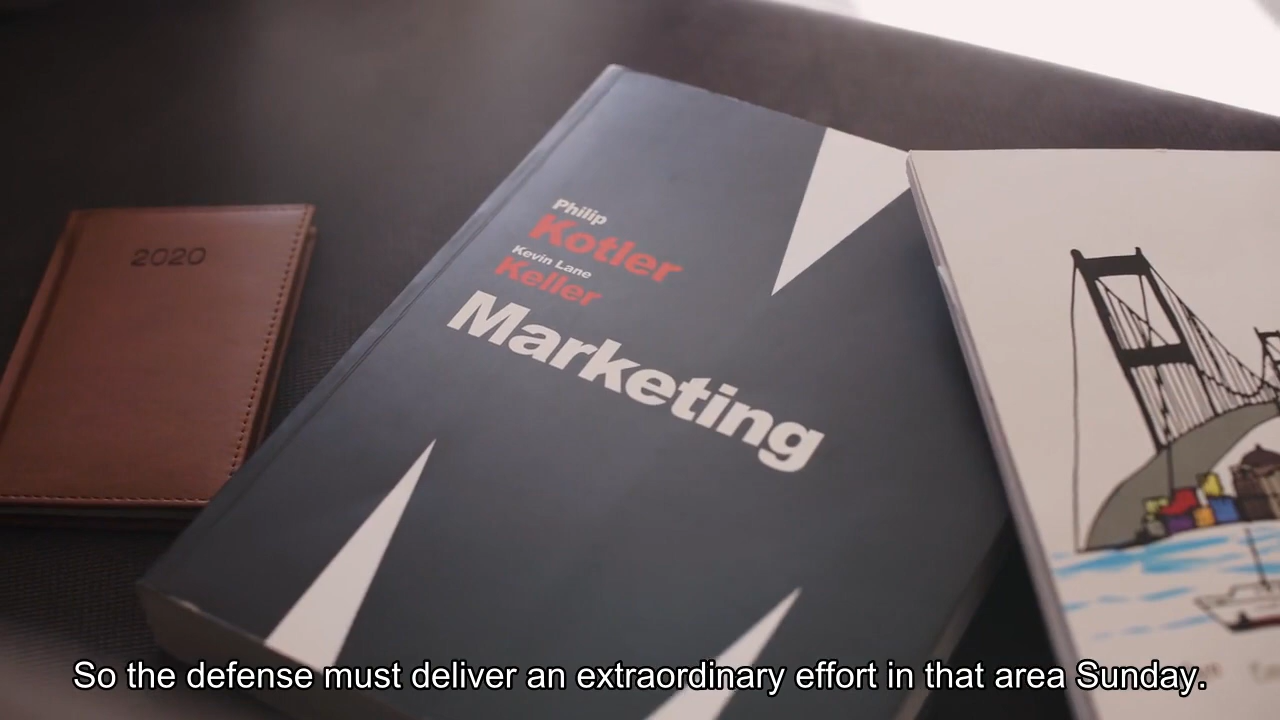 2020
Philip
Kotler
Kevin Lane
Keller
Marketing
So the defense must deliver an extraordinary effort in that area Sunday.